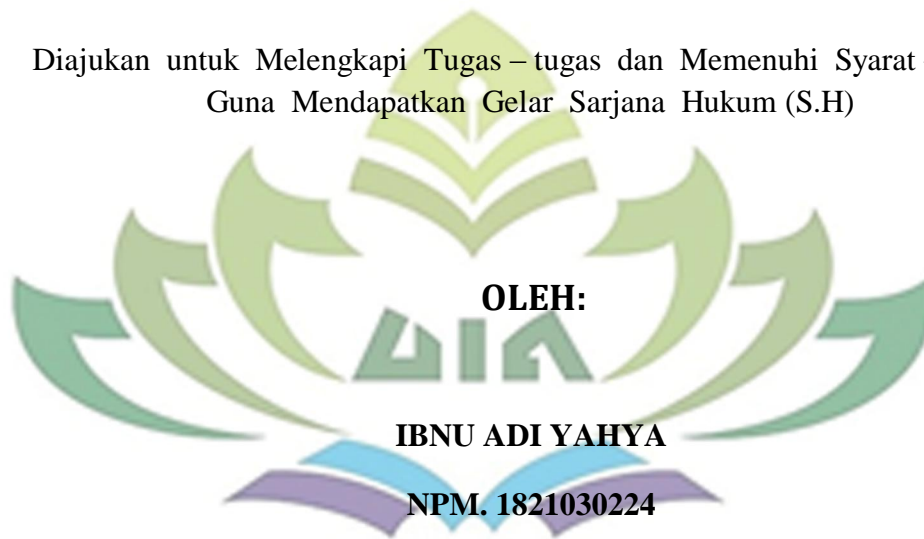 Diajukan untuk Melengkapi Tugas – tugas dan Memenuhi Syarat
Guna Mendapatkan Gelar Sarjana Hukum (S.H)
OLEH:
UIN
IBNU ADI YAHYA
NPM. 1821030224